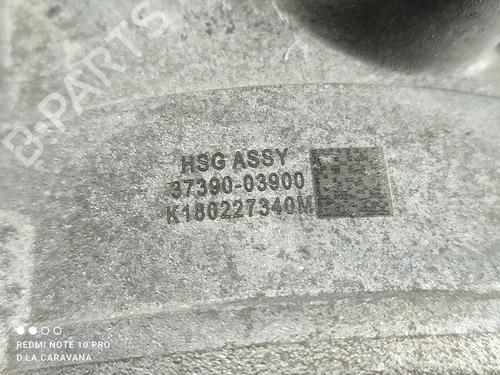 B-PARTS
HSG ASSY
37390-03900
K180227340M
REDMI NOTE 10 PRO
D.LA CARAVANA